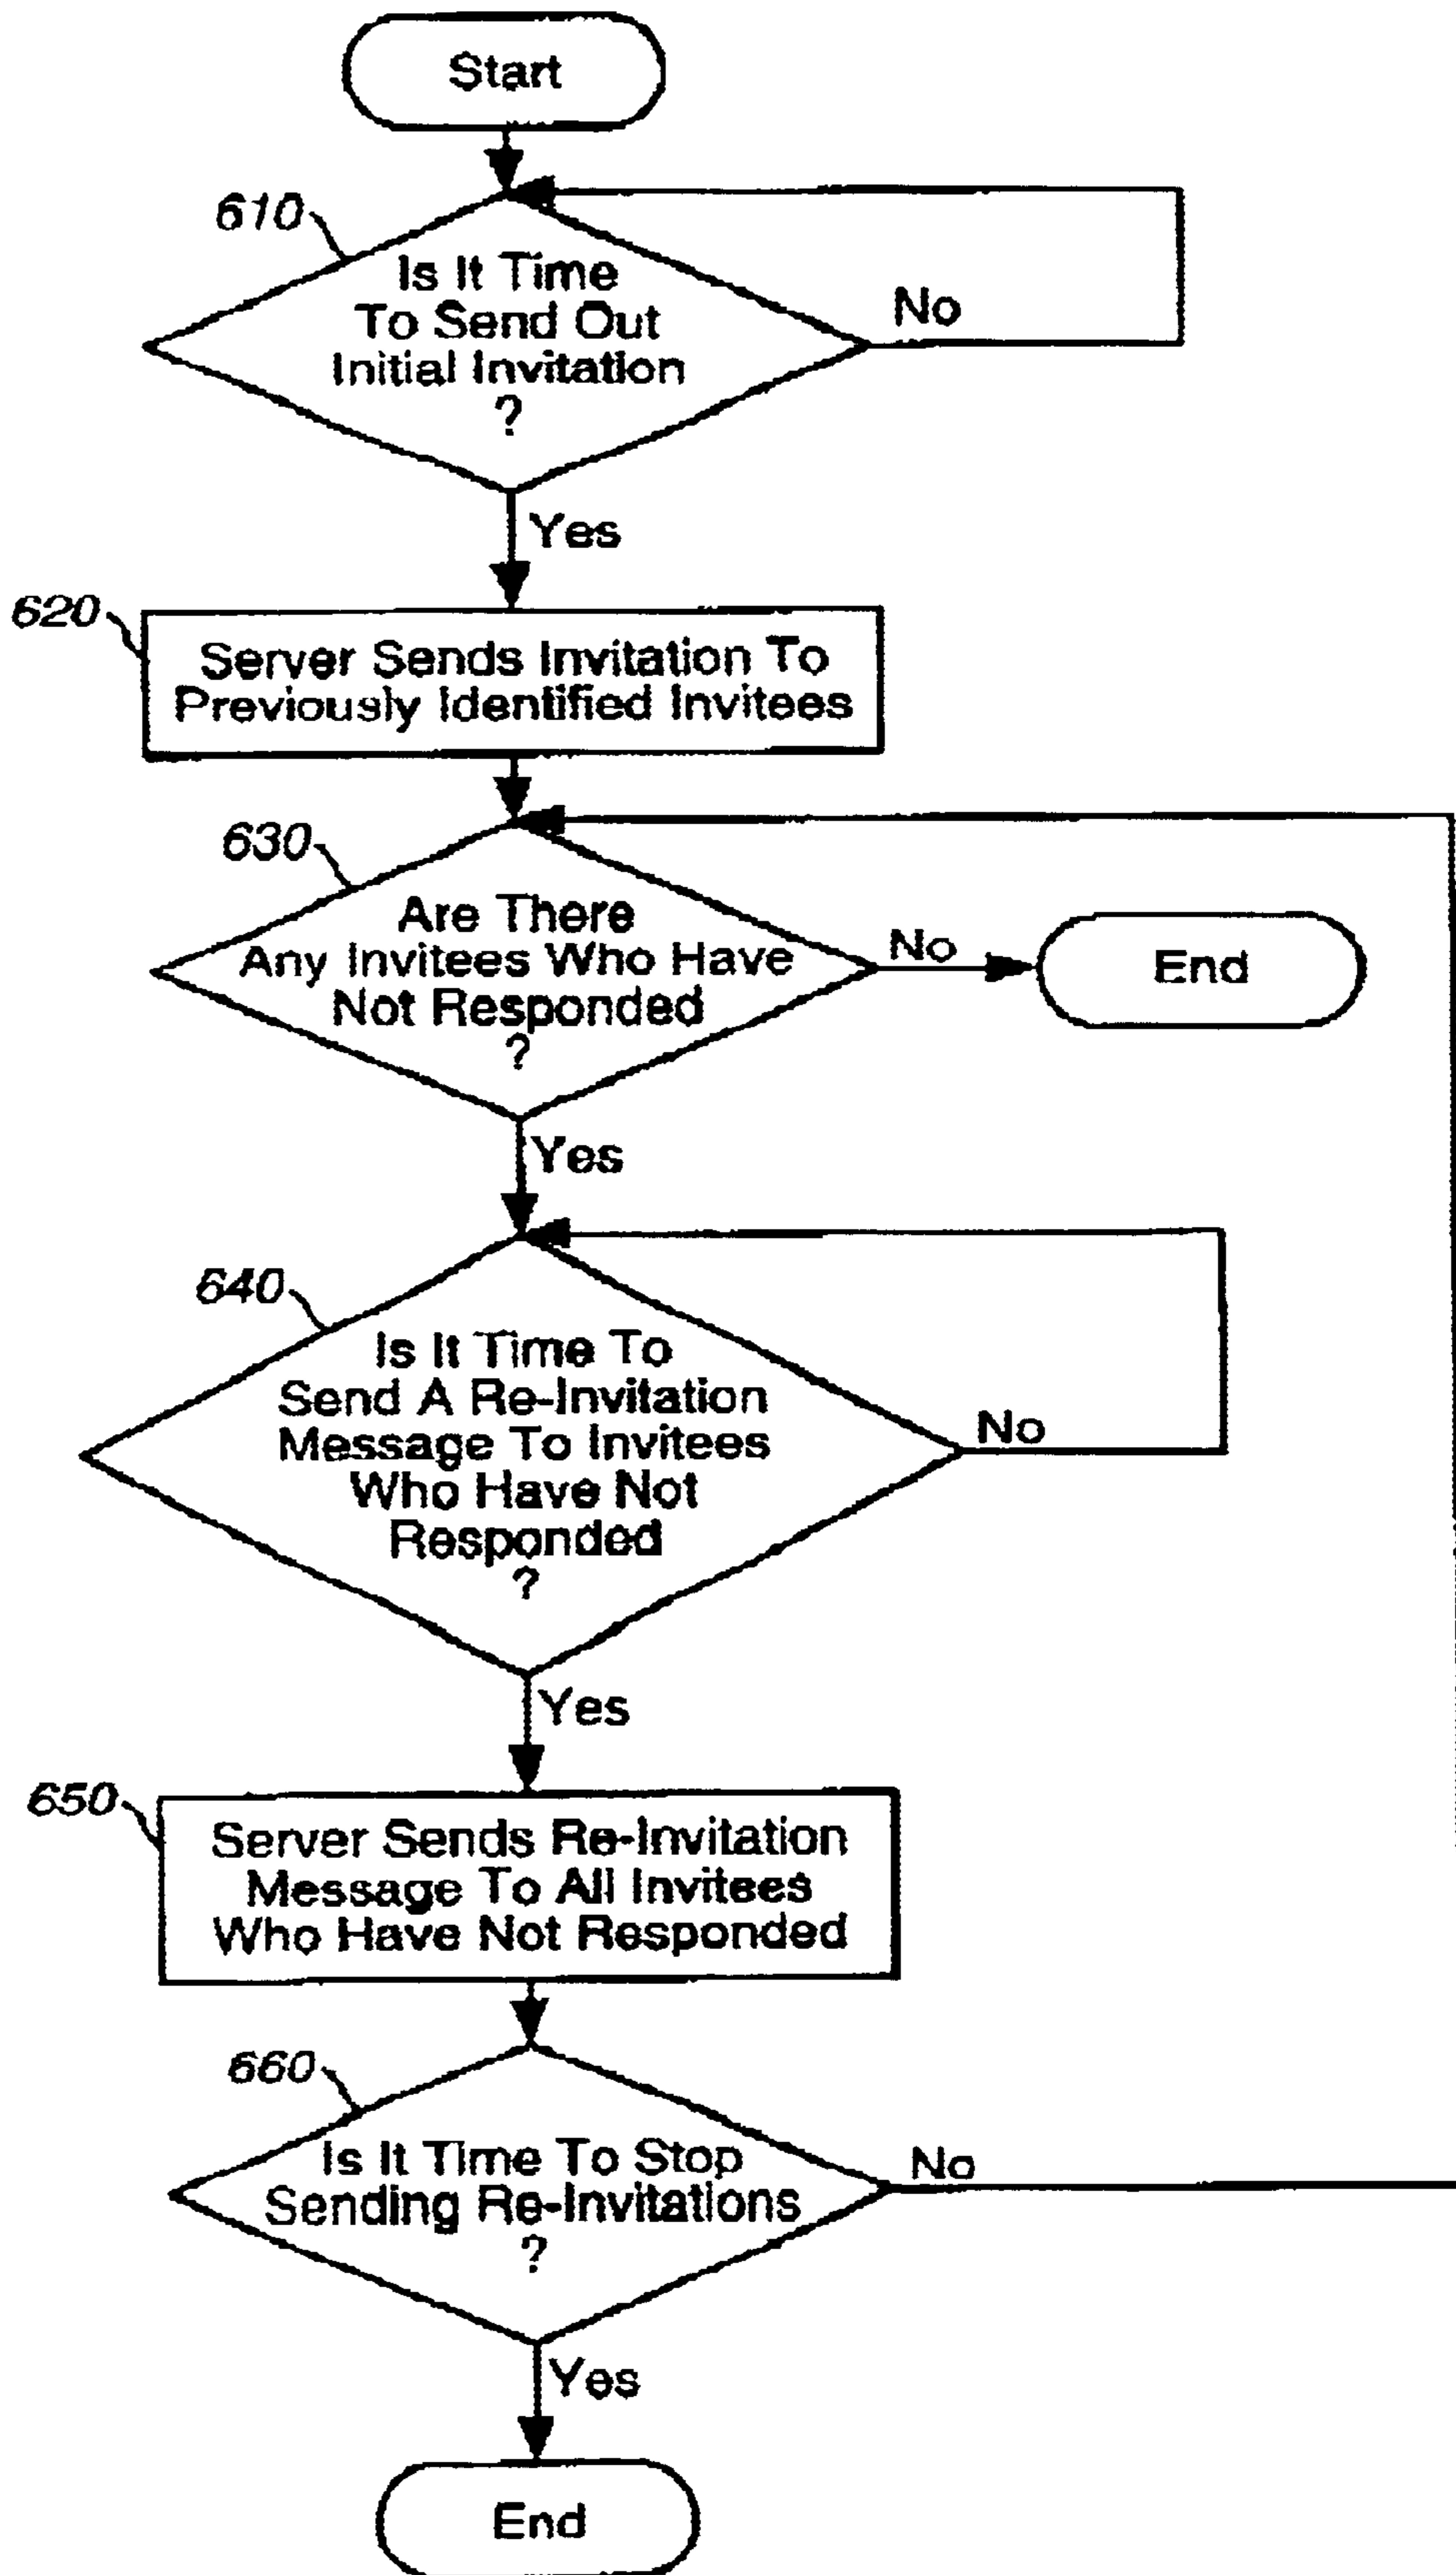 Start
610
Is It Time
To Send Out
Initial Invitation
?
No
Yes
620
Server Sends Invitation To
Previously Identified Invitees
630
Are There
Any Invitees Who Have
Not Responded
?
No
End
Yes
640
Is It Time To
Send A Re-Invitation
Message To Invitees
Who Have Not
Responded
?
No
Yes
650
Server Sends Re-Invitation
Message To All Invitees
Who Have Not Responded
660
Is It Time To Stop
Sending Re-Invitations
?
No
Yes
End